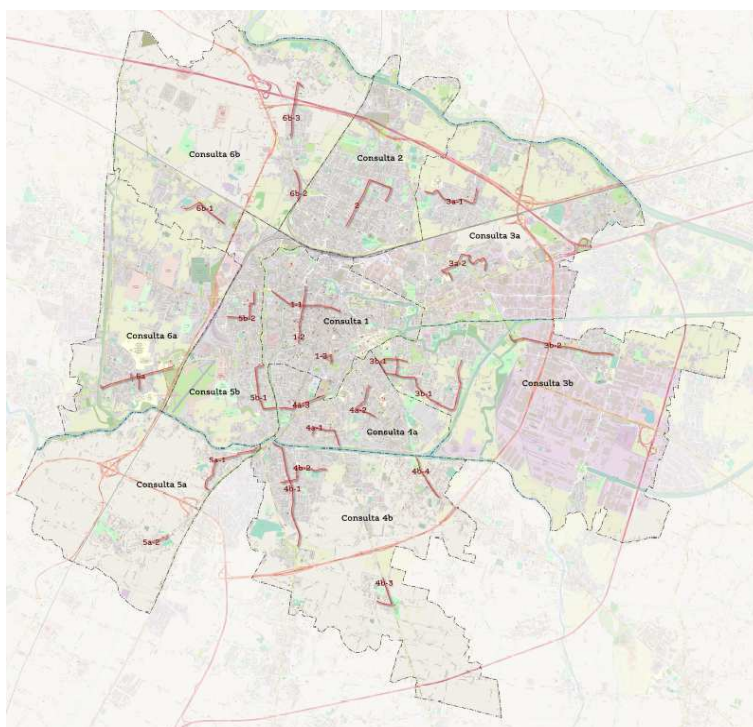 6b-3
Consulta 6b
Consulta 2
6b-2
3a-1
2
6b-1
Consulta 3a
3a-2
1-1
5b-2
Consulta 1
Consulta 6a
1-2
3b-2
1-3
3b-1
6a
Consulta 3b
Consulta 5b
5b-1
3b-1
4a-3
4a-2
4a-1
Consulta 4a
5a-1
4b-2
4b-4
Consulta 5a
4b-1
Consulta 4b
5a-2
4b-3